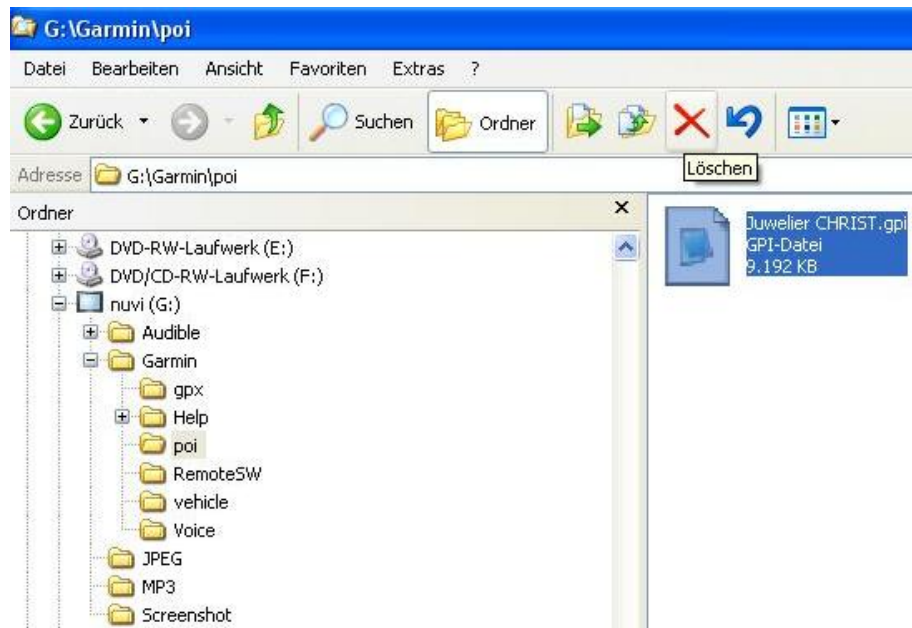 G:\Garmin\poi
Datei Bearbeiten Ansicht Favoriten Extras ?
Zurück Suchen Ordner
Löschen
Adresse G:\Garmin\poi
Ordner
DVD-RW-Laufwerk (E:)
DVD/CD-RW-Laufwerk (F:)
nuvi (G:)
Audible
Garmin
gpx
Help
poi
RemoteSW
vehicle
Voice
JPEG
MP3
Screenshot
Juwelier CHRIST.gpi
GPI-Datei
9.192 KB